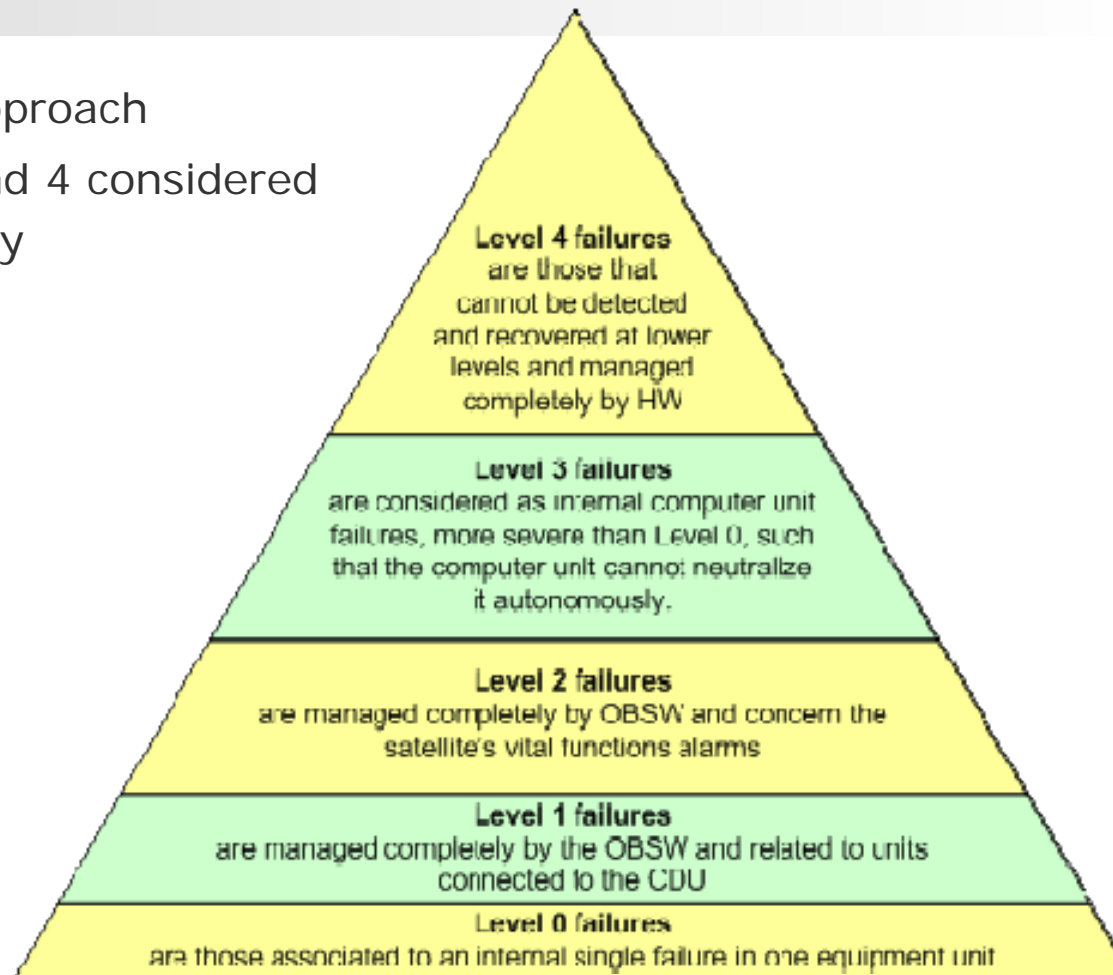 pproach
nd 4 considered
y
Level 4 failures
are those that
cannot be detected
and recovered at lower
levels and managed
completely by HW
Level 3 failures
are considered as internal computer unit
failures, more severe than Level 0, such
that the computer unit cannot neutralize
it autonomously.
Level 2 failures
are managed completely by OBSW and concern the
satellite's vital functions alarms
Level 1 failures
are managed completely by the OBSW and related to units
connected to the CDU
Level 0 failures
are those associated to an internal single failure in one equipment unit